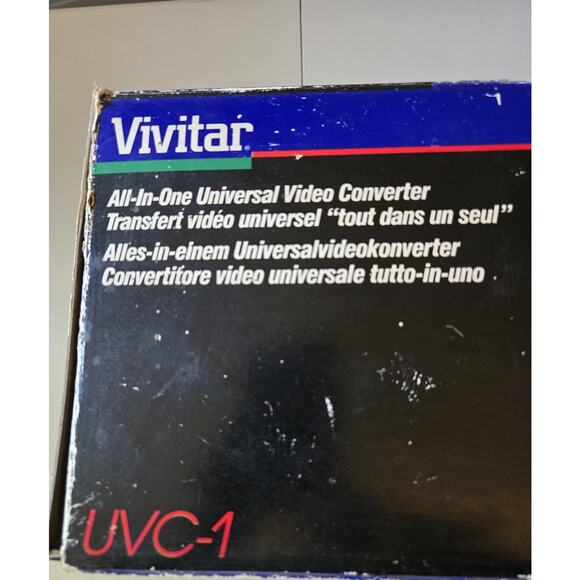 Vivitar
All-In-One Universal Video Converter
Transfert vidéo universel “tout dans un seul”
Alles-in-einem Universalvideokonverter
Convertitore video universale tutto-in-uno
UVC-1